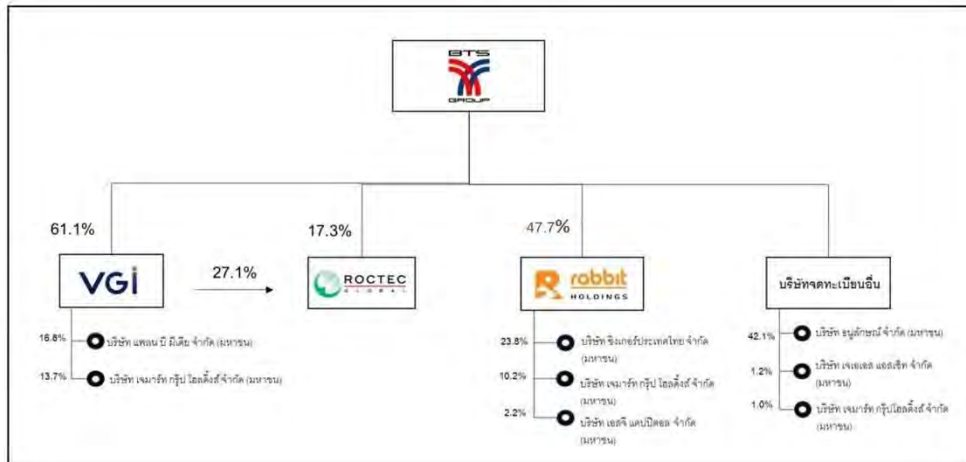 BTS
GROUP
61.1%
17.3%
47.7%
VGI
27.1%
ROCTEC
GLOBAL
rabbit
HOLDINGS
บริษัทจดทะเบียนอื่น
16.8%
บริษัท แพลน บี มีเดีย จำกัด (มหาชน)
13.7%
บริษัท เจมาร์ท กรุ๊ป โฮลดิ้งส์ จำกัด (มหาชน)
23.8%
บริษัท ซิงเกอร์ประเทศไทย จำกัด
(มหาชน)
10.2%
บริษัท เจมาร์ท กรุ๊ป โฮลดิ้งส์ จำกัด
(มหาชน)
2.2%
บริษัท เอสจี แคปปิตอล จำกัด
(มหาชน)
42.1%
บริษัท ธนูลักษณ์ จำกัด (มหาชน)
1.2%
บริษัท เจเอเอส แอสเซ็ท จำกัด
(มหาชน)
1.0%
บริษัท เจมาร์ท กรุ๊ปโฮลดิ้งส์ จำกัด
(มหาชน)